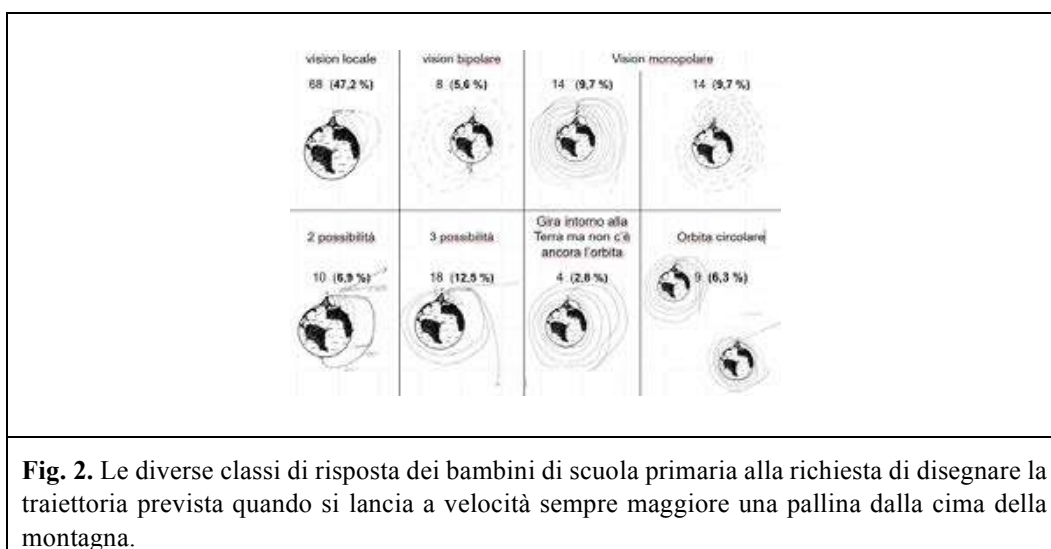 vision locale
68 (47,2 %)
vision bipolare
8 (5,6 %)
Vision monopolare
14 (9,7 %)
14 (9,7 %)
2 possibilità
10 (6,9 %)
3 possibilità
18 (12,5 %)
Gira intorno alla
Terra ma non c'è
ancora l'orbita
4 (2,8 %)
Orbita circolare
9 (6,3 %)
Fig. 2. Le diverse classi di risposta dei bambini di scuola primaria alla richiesta di disegnare la
traiettoria prevista quando si lancia a velocità sempre maggiore una pallina dalla cima della
montagna.